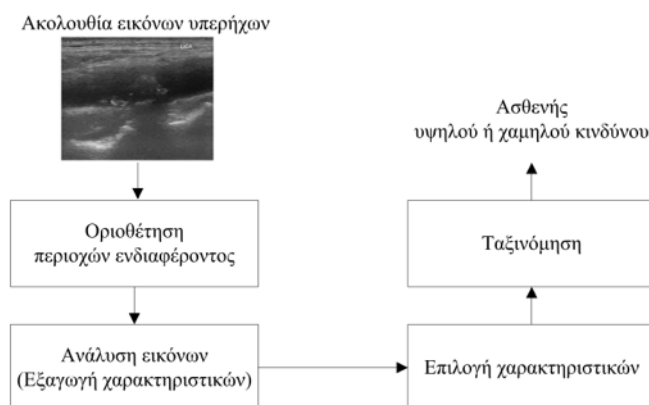 Ακολουθία εικόνων υπερήχων
Οριοθέτηση
περιοχών ενδιαφέροντος
Ανάλυση εικόνων
(Εξαγωγή χαρακτηριστικών)
Επιλογή χαρακτηριστικών
Ταξινόμηση
Ασθενής
υψηλού ή χαμηλού κινδύνου